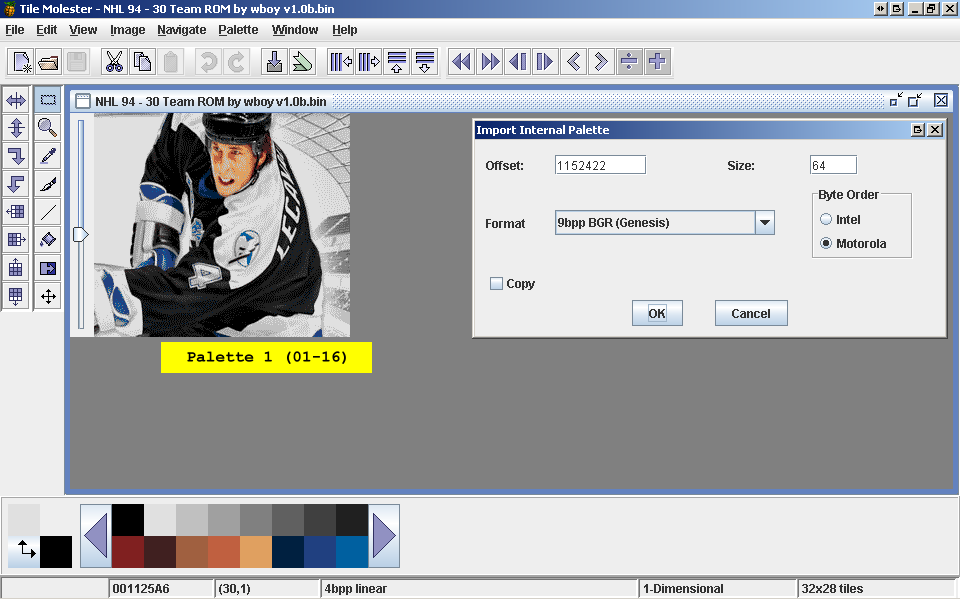 Tile Molester - NHL 94 - 30 Team ROM by wboy v1.0b.bin
File Edit View Image Navigate Palette Window Help
NHL 94 - 30 Team ROM by wboy v1.0b.bin
LECAV
4
Palette 1 (01-16)
Import Internal Palette
Offset: 1152422 Size: 64
Byte Order
Format 9bpp BGR (Genesis)
Intel
Motorola
Copy
OK Cancel
001125A6 (30,1) 4bpp linear 1-Dimensional 32x28 tiles